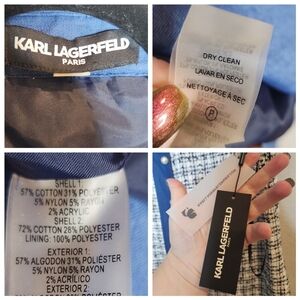 KARL LAGERFELD
PARIS
DRY CLEAN
LAVAR EN SECO
NETTOYAGE À SEC
P
SHELL 1:
57% COTTON 31% POLYESTER
5% NYLON 5% RAYON
2% ACRYLIC
SHELL 2:
72% COTTON 28% POLYESTER
LINING: 100% POLYESTER
EXTERIOR 1:
57% ALGODON 31% POLIÉSTER
5% NYLON 5% RAYON
2% ACRÍLICO
EXTERIOR 2:
KARL LAGERFELD
PARIS